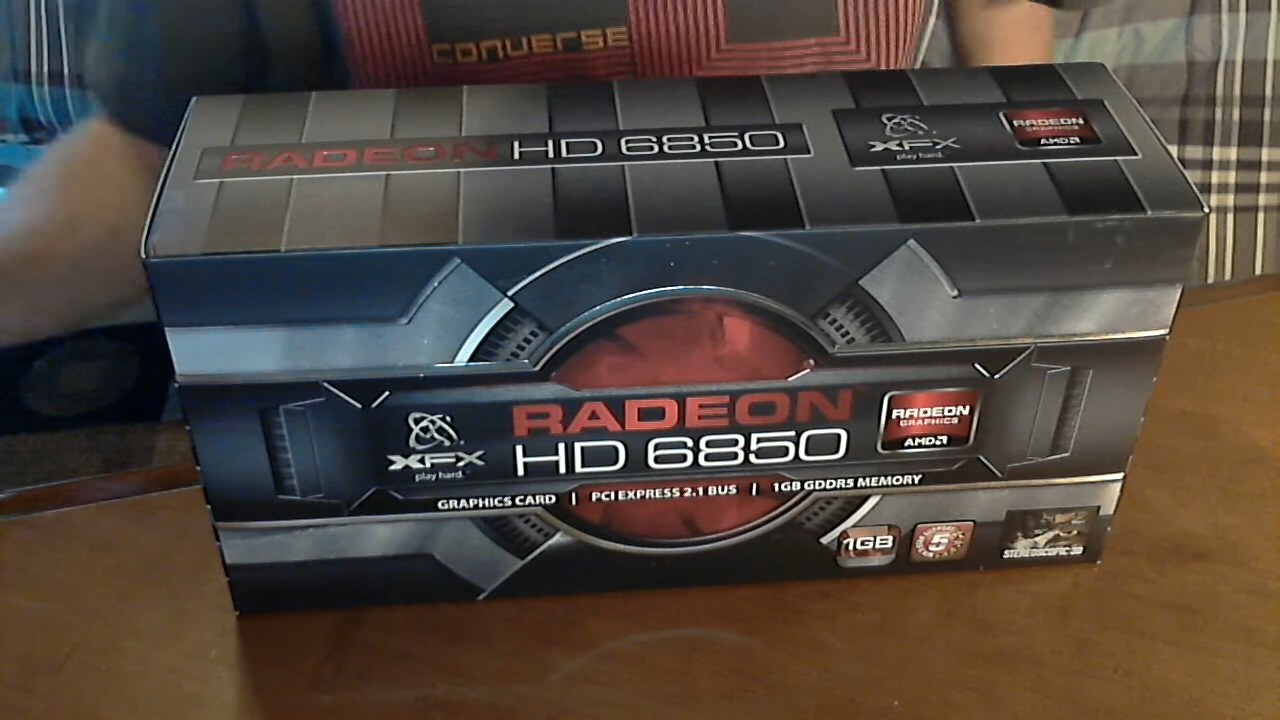 CONVERSE
RADEON HD 6850
XFX
play hard.
RADEON
GRAPHICS
AMD
XFX
play hard.
RADEON
HD 6850
RADEON
GRAPHICS
AMD
GRAPHICS CARD | PCI EXPRESS 2.1 BUS | 1GB GDDR5 MEMORY
1GB
5
STEREOSCOPIC 3D